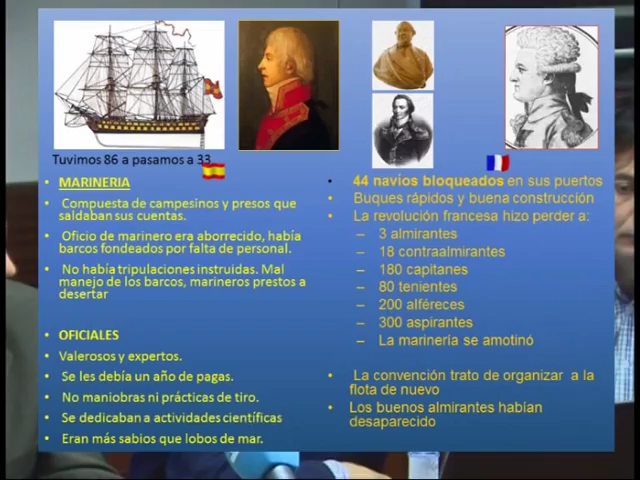 Tuvimos 86 a pasamos a 33
MARINERIA
Compuesta de campesinos y presos que
saldaban sus cuentas.
Oficio de marinero era aborrecido, había
barcos fondeados por falta de personal.
No había tripulaciones instruidas. Mal
manejo de los barcos, marineros prestos a
desertar
OFICIALES
Valerosos y expertos.
Se les debía un año de pagas.
No maniobras ni prácticas de tiro.
Se dedicaban a actividades científicas
Eran más sabios que lobos de mar.
44 navíos bloqueados en sus puertos
Buques rápidos y buena construcción
La revolución francesa hizo perder a:
– 3 almirantes
– 18 contraalmirantes
– 180 capitanes
– 80 tenientes
– 200 alféreces
– 300 aspirantes
– La marinería se amotinó
La convención trato de organizar a la
flota de nuevo
Los buenos almirantes habían
desaparecido